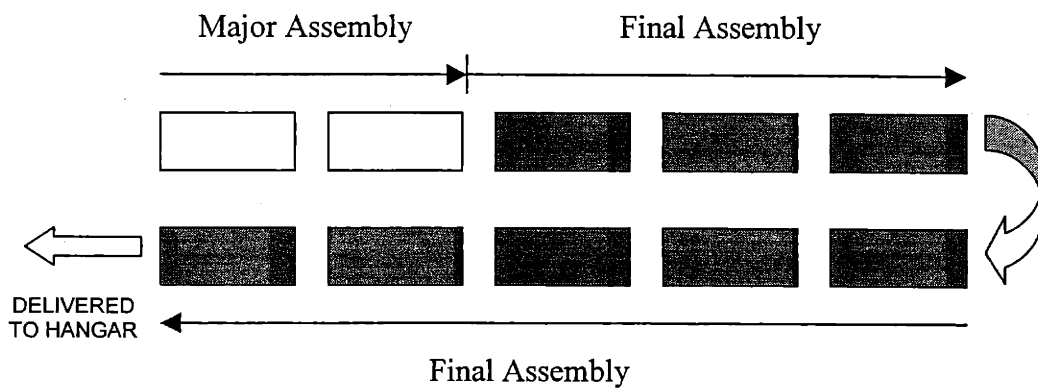 Major Assembly
Final Assembly
DELIVERED
TO HANGAR
Final Assembly